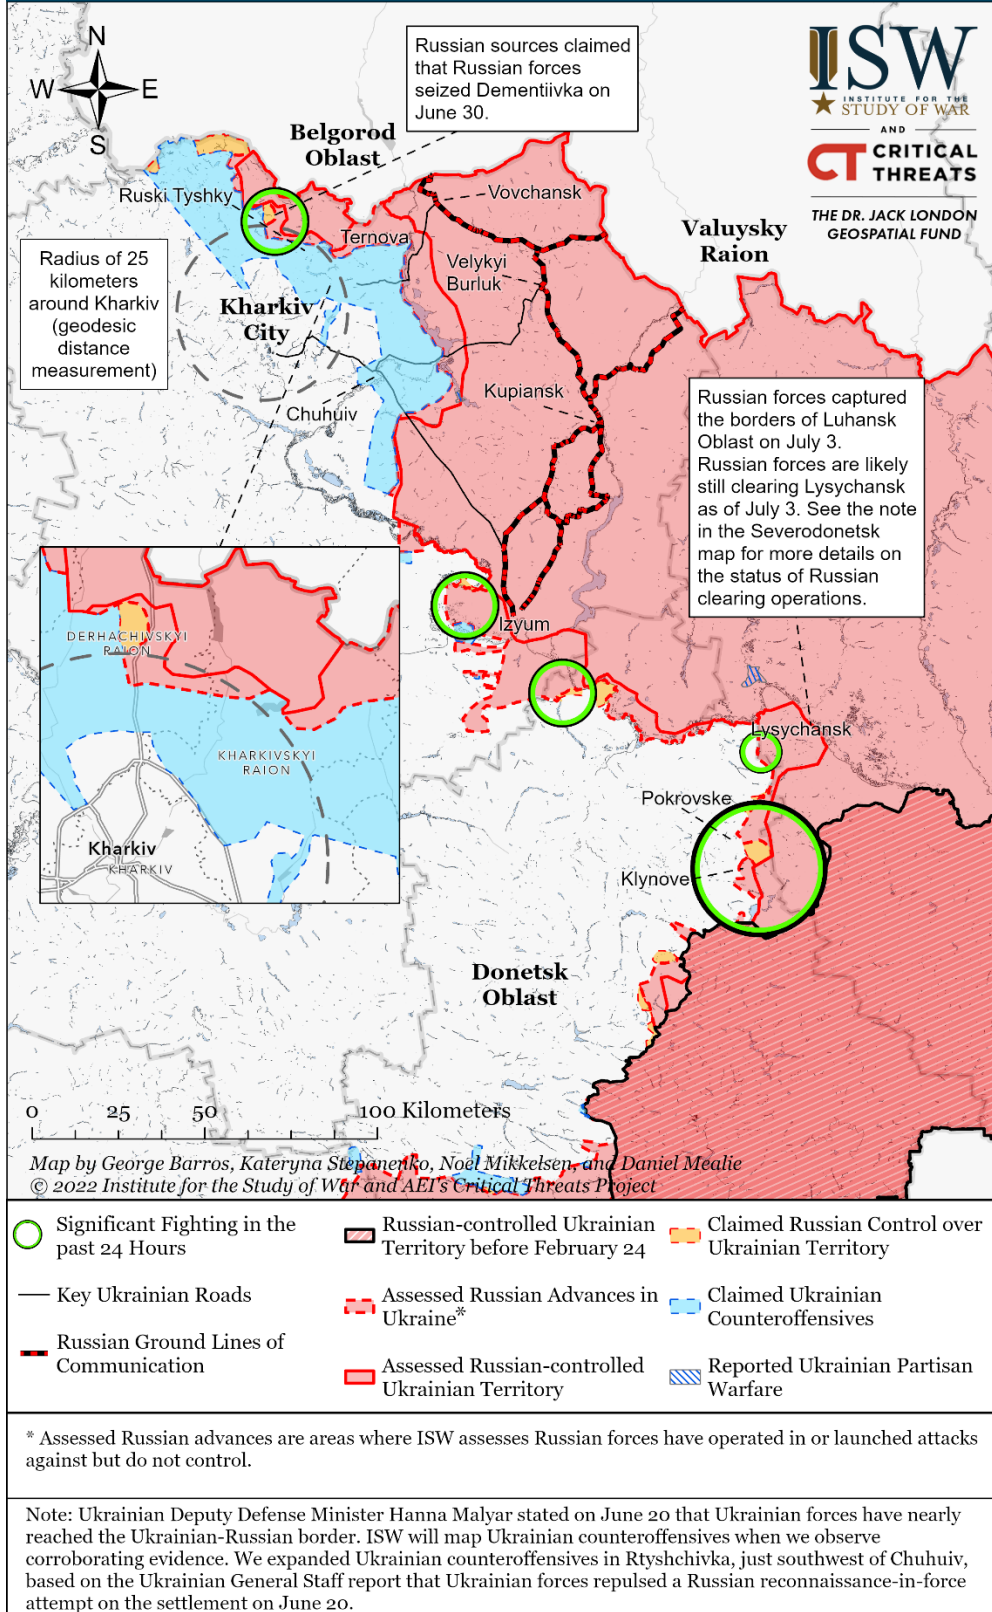 N
W E
S
Russian sources claimed
that Russian forces
seized Dementiivka on
June 30.
ISW
INSTITUTE FOR THE
STUDY OF WAR
AND
CT CRITICAL
THREATS
THE DR. JACK LONDON
GEOSPATIAL FUND
Belgorod
Oblast
Ruski Tyshky
Vovchansk
Ternova
Valuysky
Raion
Radius of 25
kilometers
around Kharkiv
(geodesic
distance
measurement)
Velykyi
Burluk
Kharkiv
City
Kupiansk
Chuhuiv
Russian forces captured
the borders of Luhansk
Oblast on July 3.
Russian forces are likely
still clearing Lysychansk
as of July 3. See the note
in the Severodonetsk
map for more details on
the status of Russian
clearing operations.
DERHACHIVSKYI
RAION
KHARKIVSKYI
RAION
Kharkiv
KHARKIV
Izyum
Lysychansk
Pokrovske
Klynove
Donetsk
Oblast
0 25 50 100 Kilometers
Map by George Barros, Kateryna Stepanenko, Noel Mikkelsen, and Daniel Mealie
© 2022 Institute for the Study of War and AEI's Critical Threats Project
Significant Fighting in the
past 24 Hours
Key Ukrainian Roads
Russian Ground Lines of
Communication
Russian-controlled Ukrainian
Territory before February 24
Assessed Russian Advances in
Ukraine*
Assessed Russian-controlled
Ukrainian Territory
Claimed Russian Control over
Ukrainian Territory
Claimed Ukrainian
Counteroffensives
Reported Ukrainian Partisan
Warfare
* Assessed Russian advances are areas where ISW assesses Russian forces have operated in or launched attacks
against but do not control.
Note: Ukrainian Deputy Defense Minister Hanna Malyar stated on June 20 that Ukrainian forces have nearly
reached the Ukrainian-Russian border. ISW will map Ukrainian counteroffensives when we observe
corroborating evidence. We expanded Ukrainian counteroffensives in Rtyshchivka, just southwest of Chuhuiv,
based on the Ukrainian General Staff report that Ukrainian forces repulsed a Russian reconnaissance-in-force
attempt on the settlement on June 20.